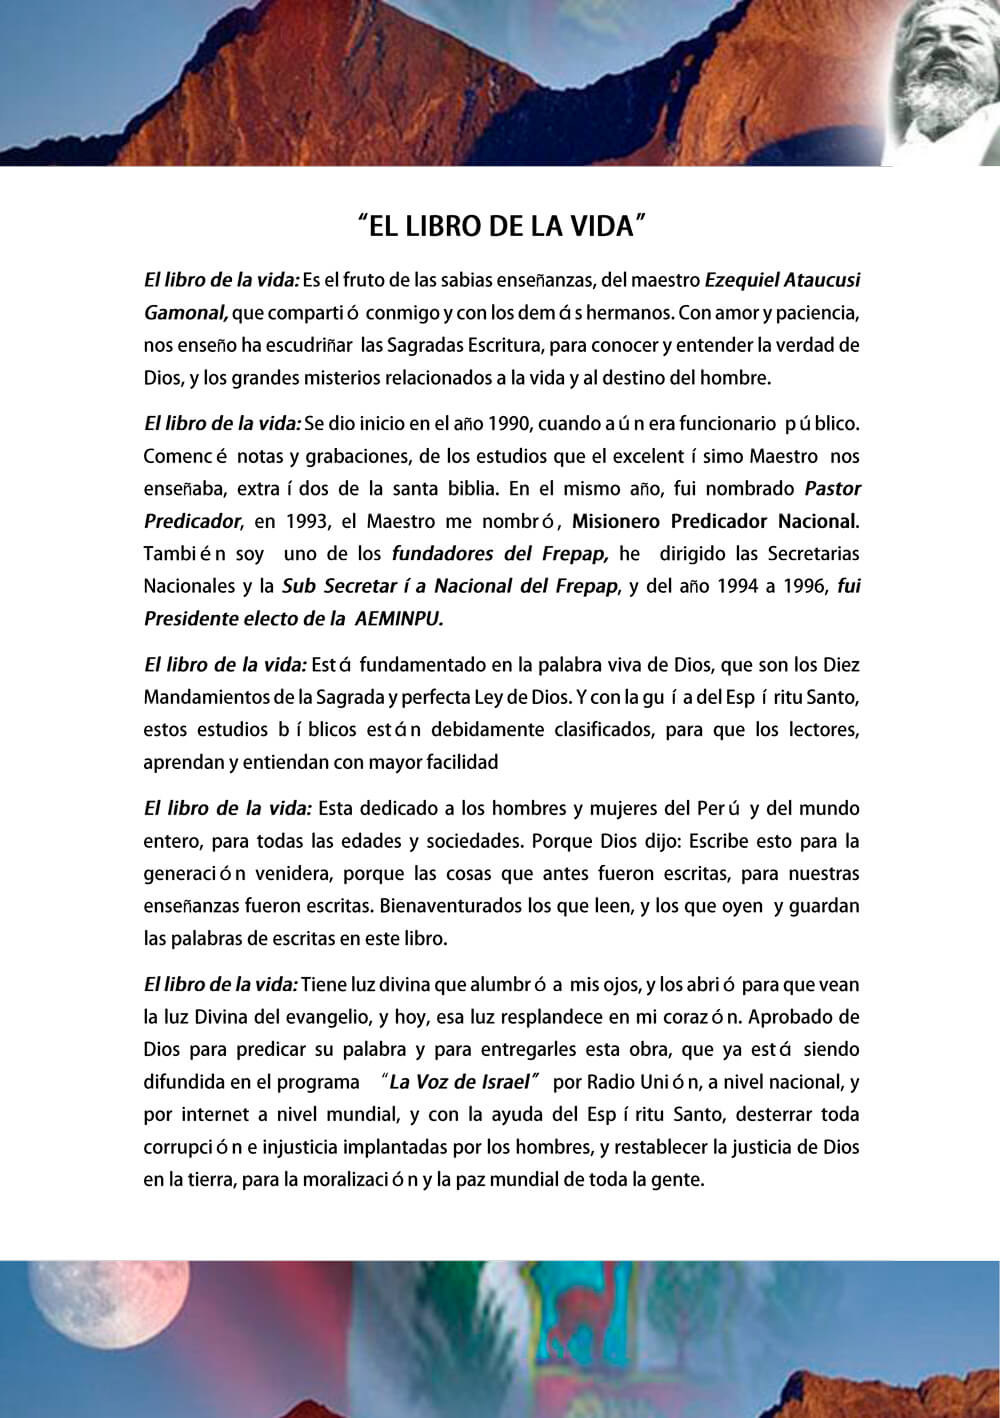 “EL LIBRO DE LA VIDA”
El libro de la vida: Es el fruto de las sabias enseñanzas, del maestro Ezequiel Ataucusi
Gamonal, que compartió conmigo y con los demás hermanos. Con amor y paciencia,
nos enseño ha escudriñar las Sagradas Escritura, para conocer y entender la verdad de
Dios, y los grandes misterios relacionados a la vida y al destino del hombre.
El libro de la vida: Se dio inicio en el año 1990, cuando aún era funcionario público.
Comencé notas y grabaciones, de los estudios que el excelentísimo Maestro nos
enseñaba, extraídos de la santa biblia. En el mismo año, fui nombrado Pastor
Predicador, en 1993, el Maestro me nombró, Misionero Predicador Nacional.
También soy uno de los fundadores del Frepap, he dirigido las Secretarias
Nacionales y la Sub Secretaría Nacional del Frepap, y del año 1994 a 1996, fui
Presidente electo de la AEMINPU.
El libro de la vida: Está fundamentado en la palabra viva de Dios, que son los Diez
Mandamientos de la Sagrada y perfecta Ley de Dios. Y con la guía del Espíritu Santo,
estos estudios bíblicos están debidamente clasificados, para que los lectores,
aprendan y entiendan con mayor facilidad
El libro de la vida: Esta dedicado a los hombres y mujeres del Perú y del mundo
entero, para todas las edades y sociedades. Porque Dios dijo: Escribe esto para la
generación venidera, porque las cosas que antes fueron escritas, para nuestras
enseñanzas fueron escritas. Bienaventurados los que leen, y los que oyen y guardan
las palabras de escritas en este libro.
El libro de la vida: Tiene luz divina que alumbró a mis ojos, y los abrió para que vean
la luz Divina del evangelio, y hoy, esa luz resplandece en mi corazón. Aprobado de
Dios para predicar su palabra y para entregarles esta obra, que ya está siendo
difundida en el programa “La Voz de Israel” por Radio Unión, a nivel nacional, y
por internet a nivel mundial, y con la ayuda del Espíritu Santo, desterrar toda
corrupción e injusticia implantadas por los hombres, y restablecer la justicia de Dios
en la tierra, para la moralización y la paz mundial de toda la gente.